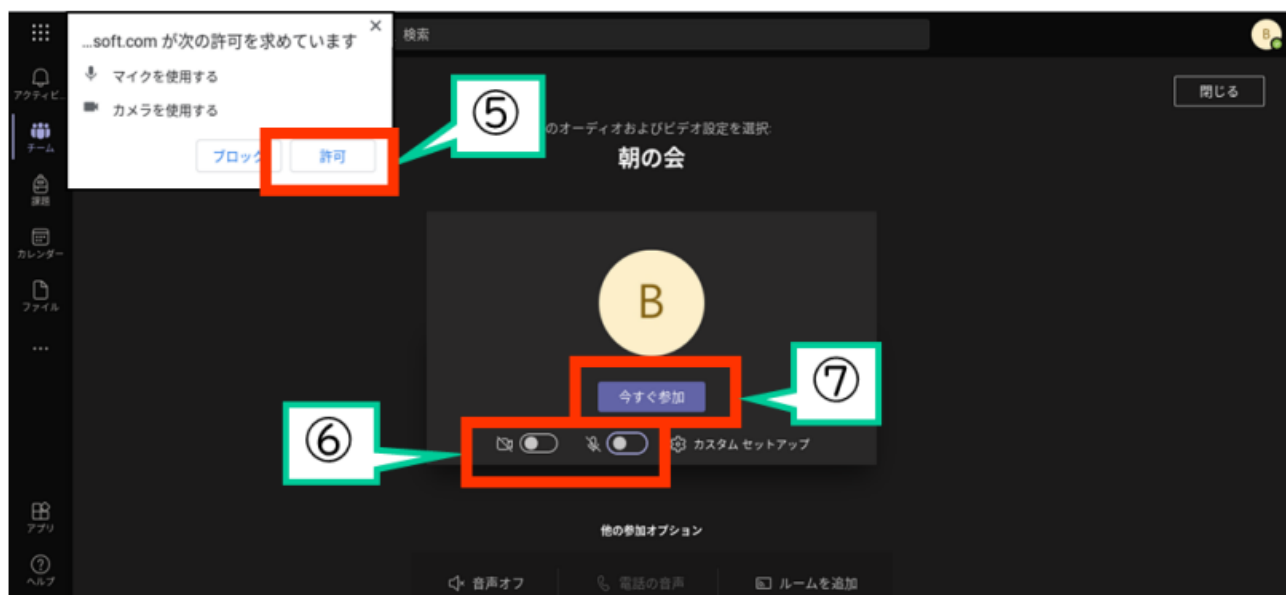 ...soft.com が次の許可を求めています
×
マイクを使用する
カメラを使用する
ブロック
許可
検索
B
アクティビ...
チーム
課題
カレンダー
ファイル
...
アプリ
ヘルプ
閉じる
⑤
のオーディオおよびビデオ設定を選択:
朝の会
B
今すぐ参加
⑦
⑥
カスタム セットアップ
他の参加オプション
音声オフ
電話の音声
ルームを追加